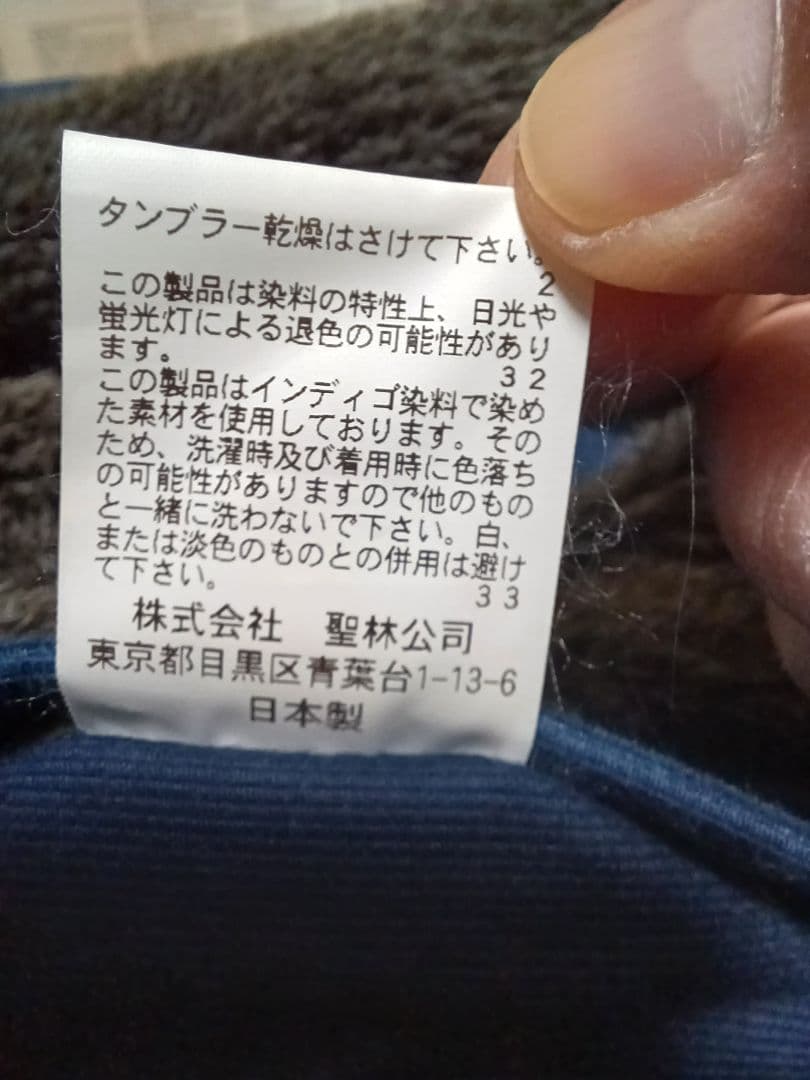 タンブラー乾燥はさけて下さい。
2
この製品は染料の特性上、日光や
蛍光灯による退色の可能性があり
ます。
32
この製品はインディゴ染料で染め
た素材を使用しております。その
ため、洗濯時及び着用時に色落ち
の可能性がありますので他のもの
と一緒に洗わないで下さい。白、
または淡色のものとの併用は避け
て下さい。
33
株式会社 聖林公司
東京都目黒区青葉台1-13-6
日本製